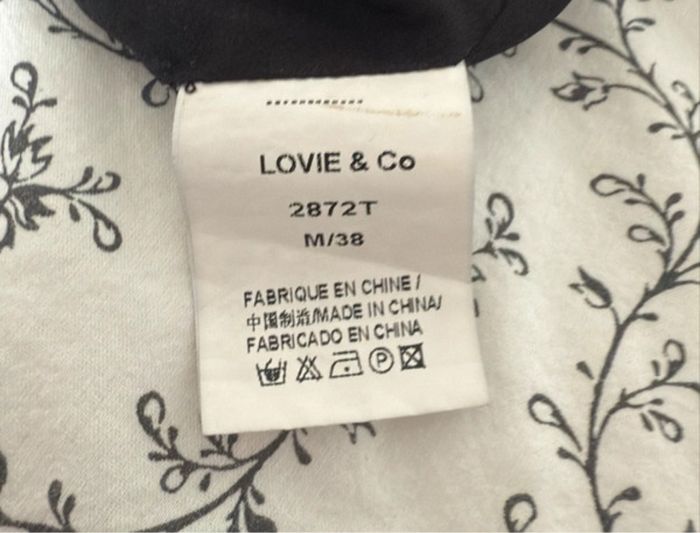 LOVIE & Co
2872T
M/38
FABRIQUE EN CHINE /
中国制造/MADE IN CHINA/
FABRICADO EN CHINA
P